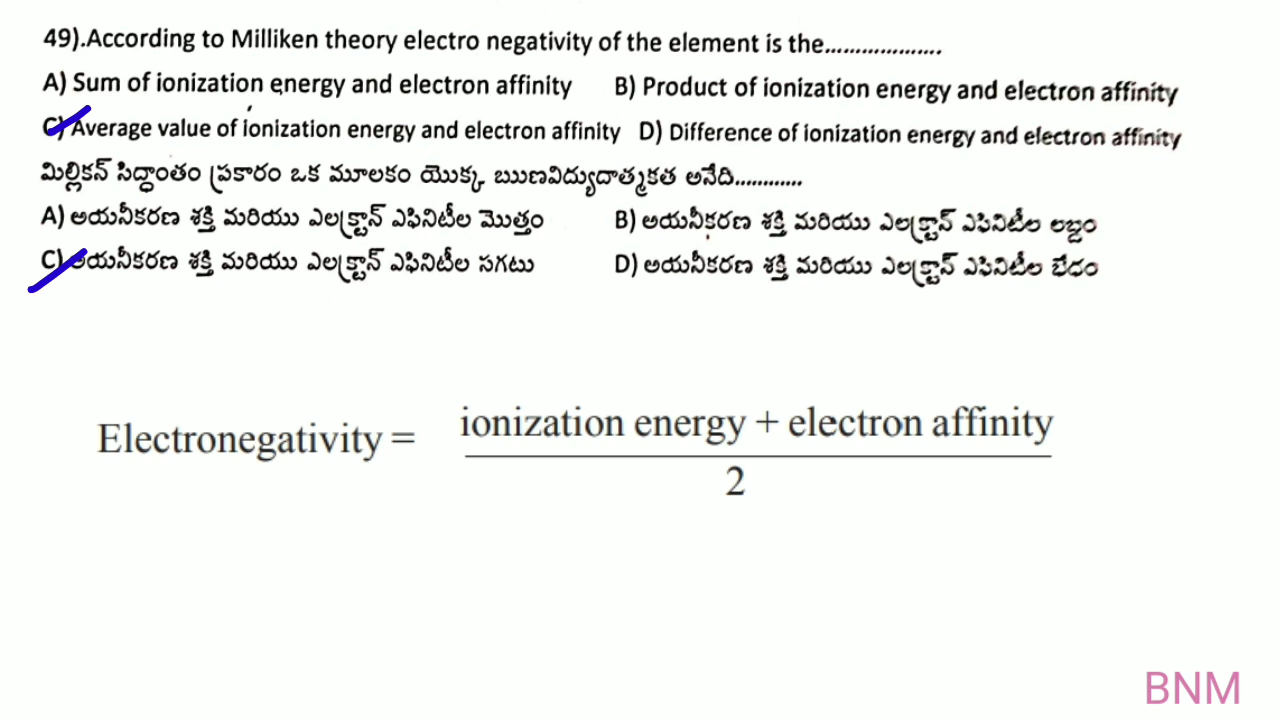 49).According to Milliken theory electro negativity of the element is the....................
A) Sum of ionization energy and electron affinity B) Product of ionization energy and electron affinity
C) Average value of ionization energy and electron affinity D) Difference of ionization energy and electron affinity
మిల్లికన్ సిద్ధాంతం ప్రకారం ఒక మూలకం యొక్క ఋణవిద్యుదాత్మకత అనేది............
A) అయనీకరణ శక్తి మరియు ఎలక్ట్రాన్ ఎఫినిటీల మొత్తం B) అయనీకరణ శక్తి మరియు ఎలక్ట్రాన్ ఎఫినిటీల లబ్దం
C) అయనీకరణ శక్తి మరియు ఎలక్ట్రాన్ ఎఫినిటీల సగటు D) అయనీకరణ శక్తి మరియు ఎలక్ట్రాన్ ఎఫినిటీల బేదం
Electronegativity = ionization energy + electron affinity
2
BNM